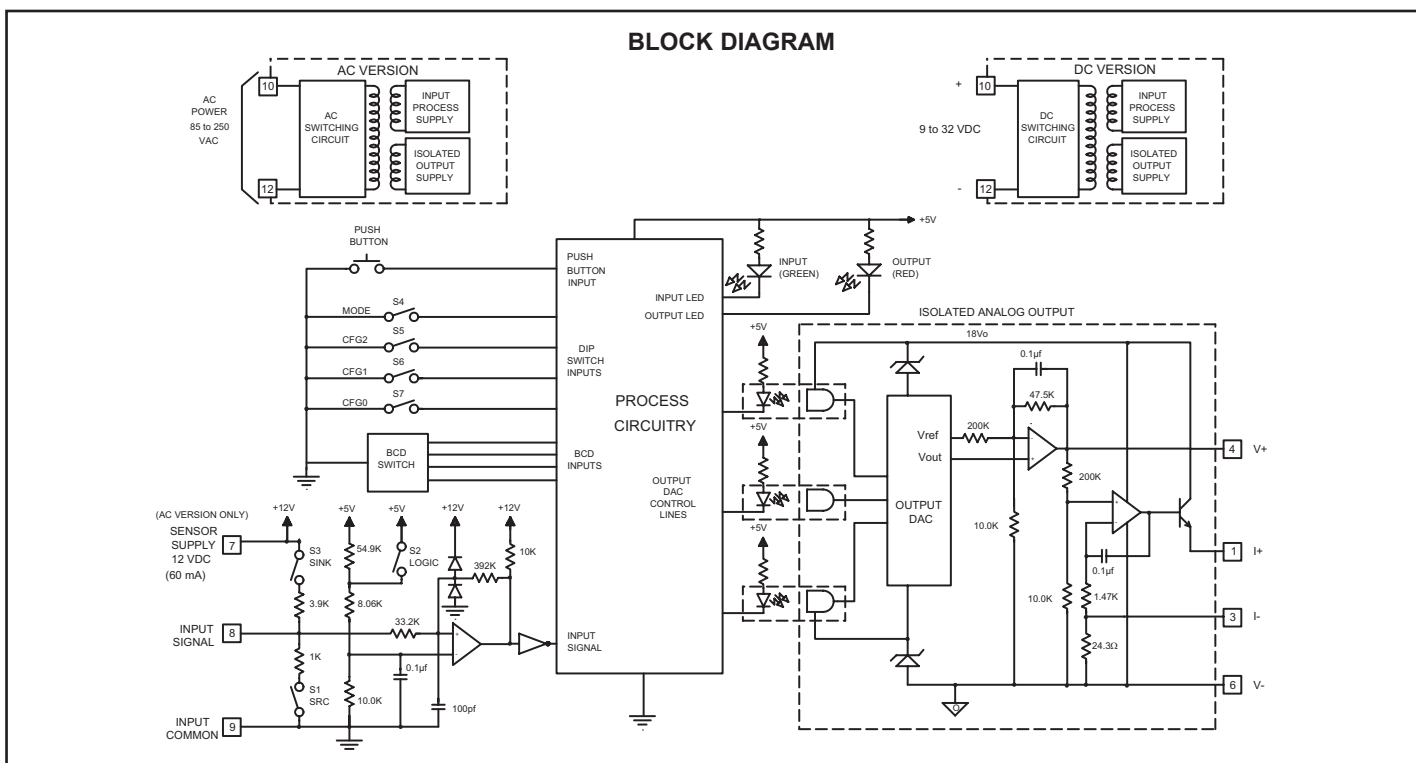 BLOCK DIAGRAM
AC VERSION
AC
POWER
85 to 250
VAC
10
12
AC
SWITCHING
CIRCUIT
INPUT
PROCESS
SUPPLY
ISOLATED
OUTPUT
SUPPLY
DC VERSION
+
10
9 to 32 VDC
-
12
DC
SWITCHING
CIRCUIT
INPUT
PROCESS
SUPPLY
ISOLATED
OUTPUT
SUPPLY
PUSH
BUTTON
MODE
S4
CFG2
S5
CFG1
S6
CFG0
S7
BCD
SWITCH
PUSH
BUTTON
INPUT
INPUT LED
OUTPUT LED
DIP
SWITCH
INPUTS
PROCESS
CIRCUITRY
BCD
INPUTS
OUTPUT
DAC
CONTROL
LINES
INPUT
SIGNAL
+5V
INPUT
(GREEN)
OUTPUT
(RED)
(AC VERSION ONLY)
SENSOR
SUPPLY
12 VDC
(60 mA)
7
+12V
+5V
+5V
+12V
+12V
S3
SINK
54.9K
S2
LOGIC
10K
392K
3.9K
8.06K
INPUT
SIGNAL
8
33.2K
+
-
1K
0.1µf
S1
SRC
10.0K
100pf
INPUT
COMMON
9
+5V
+5V
+5V
ISOLATED ANALOG OUTPUT
18Vo
0.1µf
47.5K
Vref
Vout
200K
-
+
OUTPUT
DAC
200K
10.0K
+
-
0.1µf
10.0K
1.47K
24.3Ω
O
4 V+
1 I+
3 I-
6 V-